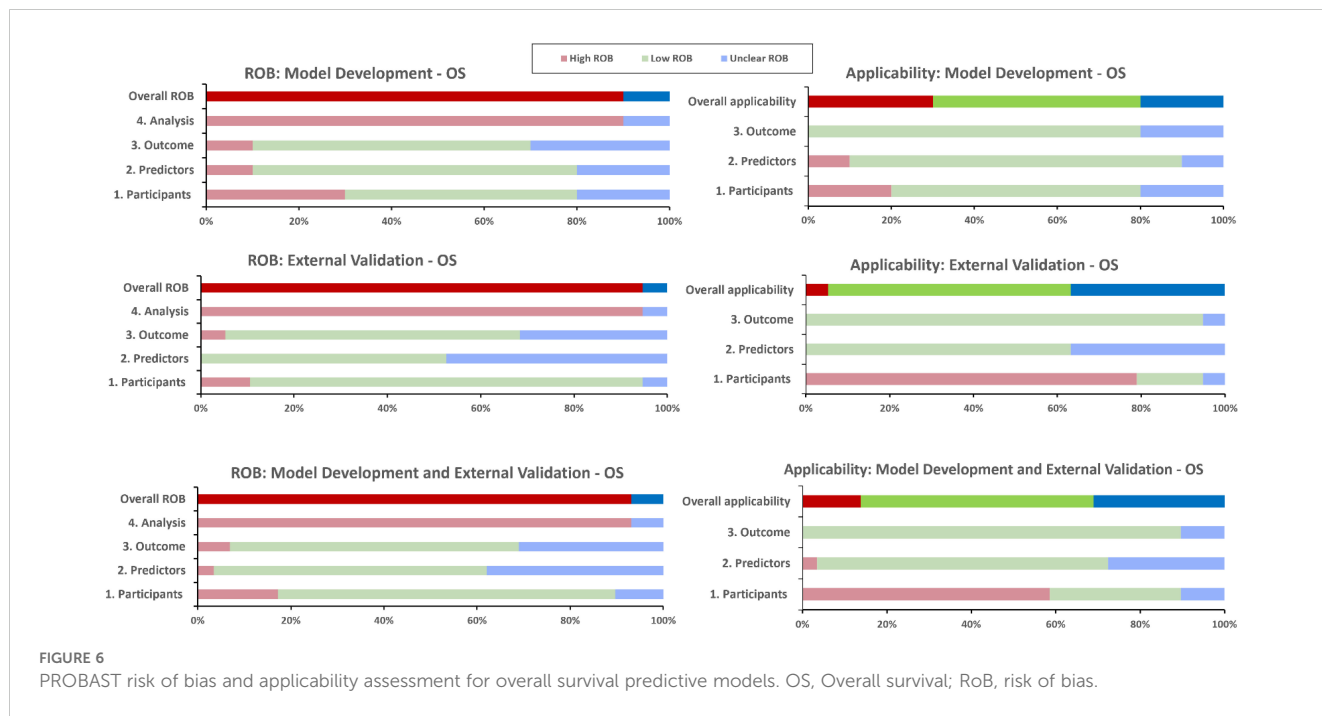 High ROB Low ROB Unclear ROB
ROB: Model Development - OS
Overall ROB
4. Analysis
3. Outcome
2. Predictors
1. Participants
0% 20% 40% 60% 80% 100%
Applicability: Model Development - OS
Overall applicability
3. Outcome
2. Predictors
1. Participants
0% 20% 40% 60% 80% 100%
ROB: External Validation - OS
Overall ROB
4. Analysis
3. Outcome
2. Predictors
1. Participants
0% 20% 40% 60% 80% 100%
Applicability: External Validation - OS
Overall applicability
3. Outcome
2. Predictors
1. Participants
0% 20% 40% 60% 80% 100%
ROB: Model Development and External Validation - OS
Overall ROB
4. Analysis
3. Outcome
2. Predictors
1. Participants
0% 20% 40% 60% 80% 100%
Applicability: Model Development and External Validation - OS
Overall applicability
3. Outcome
2. Predictors
1. Participants
0% 20% 40% 60% 80% 100%
FIGURE 6
PROBAST risk of bias and applicability assessment for overall survival predictive models. OS, Overall survival; RoB, risk of bias.